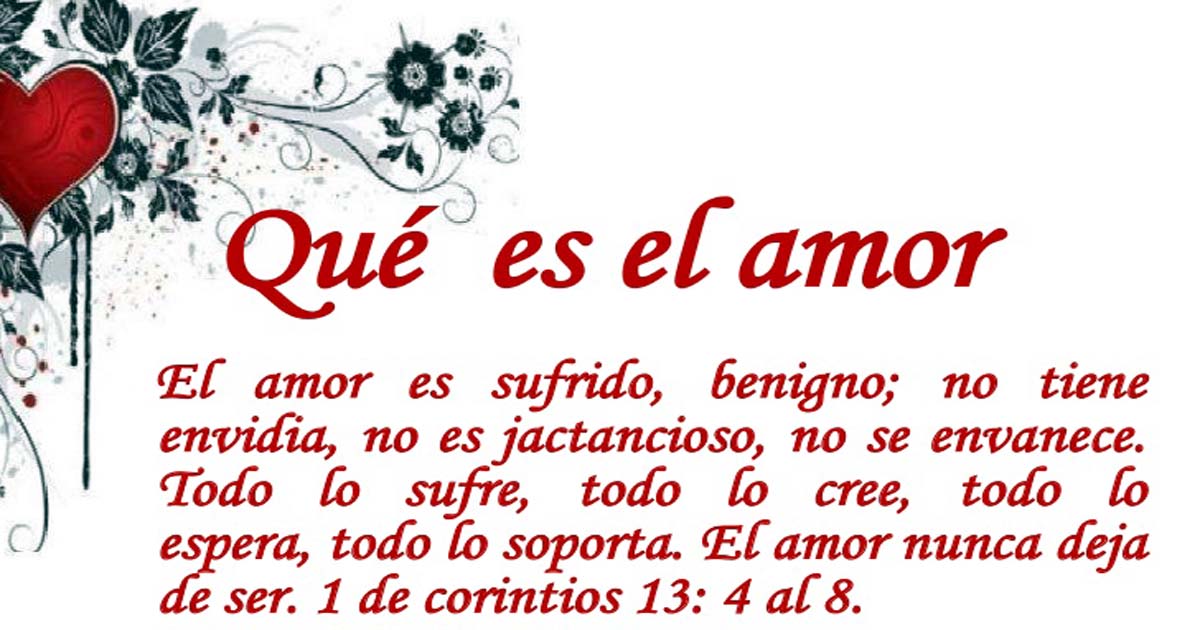 Qué es el amor
El amor es sufrido, benigno; no tiene
envidia, no es jactancioso, no se envanece.
Todo lo sufre, todo lo cree, todo lo
espera, todo lo soporta. El amor nunca deja
de ser. 1 de corintios 13: 4 al 8.